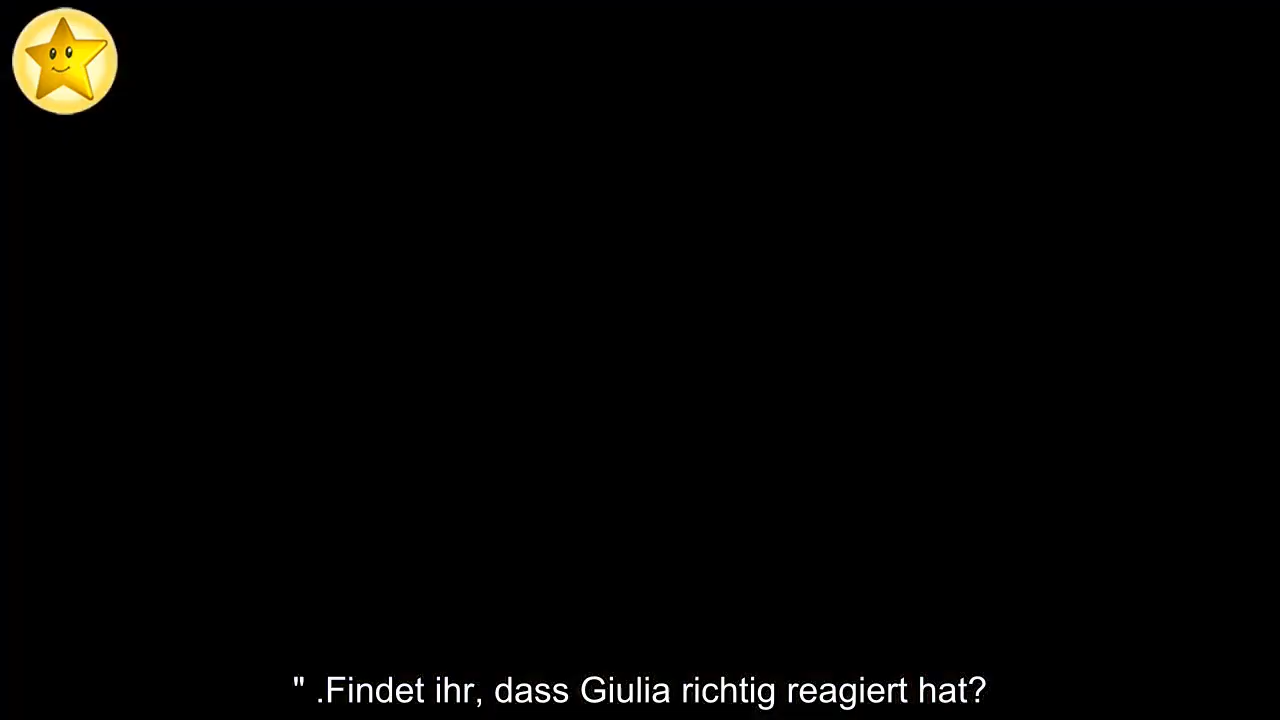 " .Findet ihr, dass Giulia richtig reagiert hat?